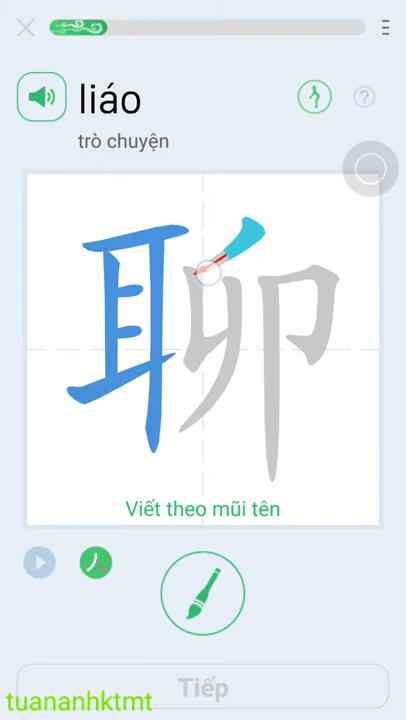 liáo
trò chuyện
聊
Viết theo mũi tên
Tiếp
tuananhktmt